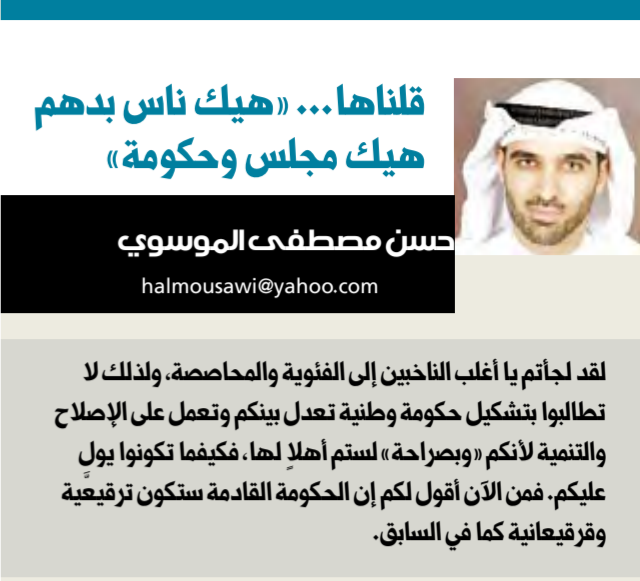 قلناها... «هيك ناس بدهم
هيك مجلس وحكومة»
حسن مصطفى الموسوي
halmousawi@yahoo.com
لقد لجأتم يا أغلب الناخبين إلى الفئوية والمحاصصة، ولذلك لا
تطالبوا بتشكيل حكومة وطنية تعدل بينكم وتعمل على الإصلاح
والتنمية لأنكم «وبصراحة» لستم أهلاً لها، فكيفما تكونوا يولِ
عليكم. فمن الآن أقول لكم إن الحكومة القادمة ستكون ترقيعّية
وقرقيعانية كما في السابق.